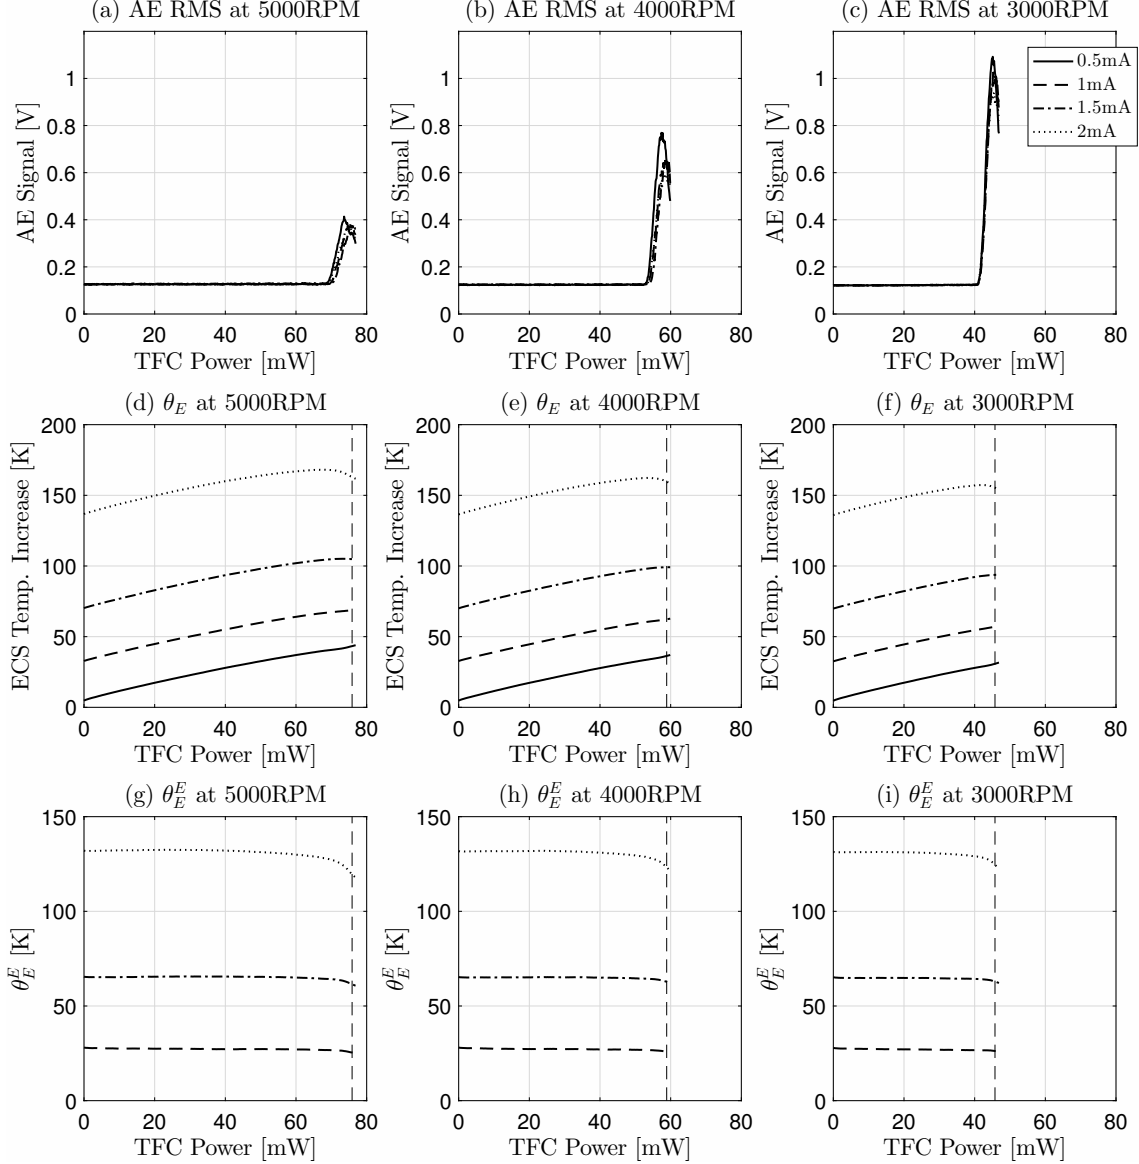 (a) AE RMS at 5000RPM
(b) AE RMS at 4000RPM
(c) AE RMS at 3000RPM
AE Signal [V]
1
0.8
0.6
0.4
0.2
0
0 20 40 60 80
TFC Power [mW]
AE Signal [V]
1
0.8
0.6
0.4
0.2
0
0 20 40 60 80
TFC Power [mW]
AE Signal [V]
1
0.8
0.6
0.4
0.2
0
0 20 40 60 80
TFC Power [mW]
0.5mA
1mA
1.5mA
2mA
(d) θ_E at 5000RPM
(e) θ_E at 4000RPM
(f) θ_E at 3000RPM
ECS Temp. Increase [K]
200
150
100
50
0
0 20 40 60 80
TFC Power [mW]
ECS Temp. Increase [K]
200
150
100
50
0
0 20 40 60 80
TFC Power [mW]
ECS Temp. Increase [K]
200
150
100
50
0
0 20 40 60 80
TFC Power [mW]
(g) θ_E^E at 5000RPM
(h) θ_E^E at 4000RPM
(i) θ_E^E at 3000RPM
θ_E^E [K]
150
100
50
0
0 20 40 60 80
TFC Power [mW]
θ_E^E [K]
150
100
50
0
0 20 40 60 80
TFC Power [mW]
θ_E^E [K]
150
100
50
0
0 20 40 60 80
TFC Power [mW]